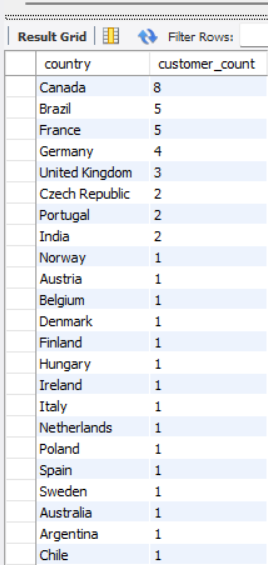 Result Grid Filter Rows:
country customer_count
Canada 8
Brazil 5
France 5
Germany 4
United Kingdom 3
Czech Republic 2
Portugal 2
India 2
Norway 1
Austria 1
Belgium 1
Denmark 1
Finland 1
Hungary 1
Ireland 1
Italy 1
Netherlands 1
Poland 1
Spain 1
Sweden 1
Australia 1
Argentina 1
Chile 1